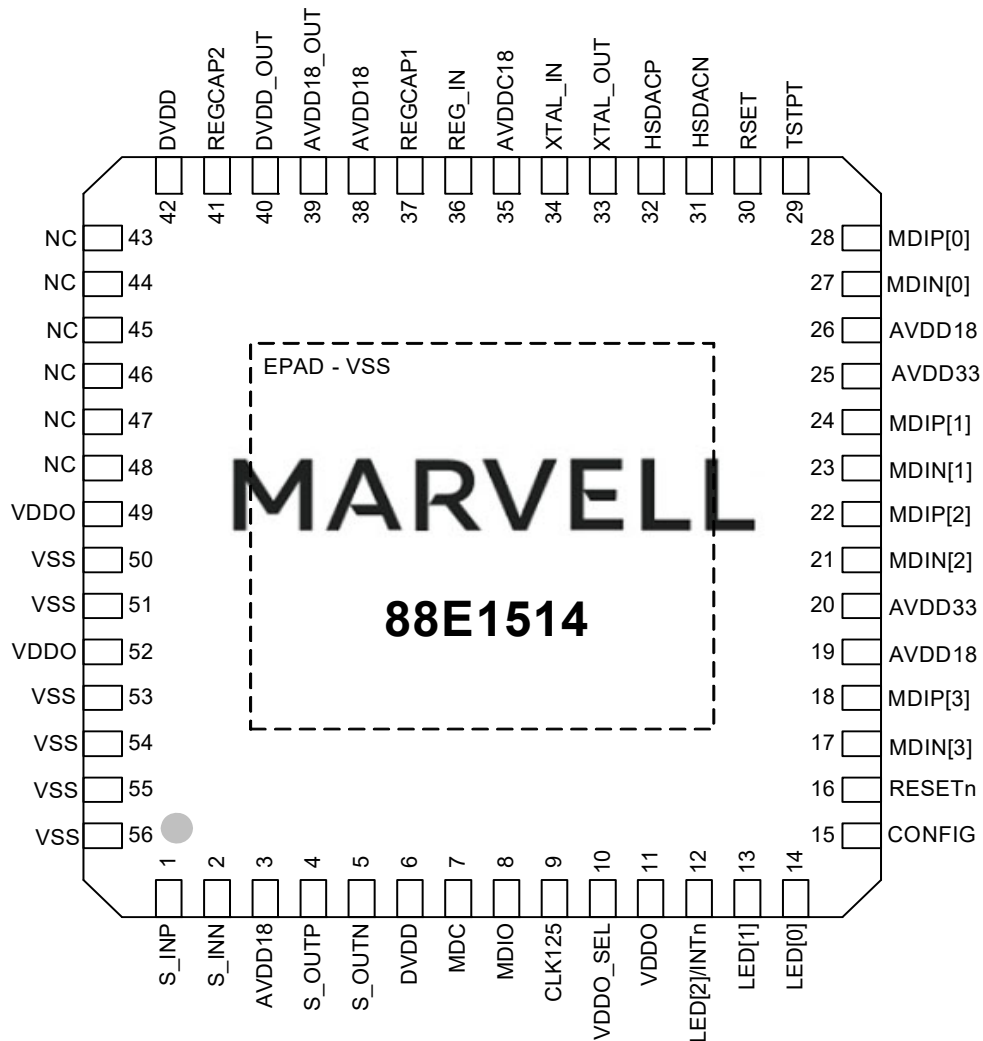 DVDD
REGCAP2
DVDD_OUT
AVDD18_OUT
AVDD18
REGCAP1
REG_IN
AVDDC18
XTAL_IN
XTAL_OUT
HSDACP
HSDACN
RSET
TSTPT
42
41
40
39
38
37
36
35
34
33
32
31
30
29
NC 43
NC 44
NC 45
NC 46
NC 47
NC 48
VDDO 49
VSS 50
VSS 51
VDDO 52
VSS 53
VSS 54
VSS 55
VSS 56
EPAD - VSS
MARVELL
88E1514
28 MDIP[0]
27 MDIN[0]
26 AVDD18
25 AVDD33
24 MDIP[1]
23 MDIN[1]
22 MDIP[2]
21 MDIN[2]
20 AVDD33
19 AVDD18
18 MDIP[3]
17 MDIN[3]
16 RESETn
15 CONFIG
1
2
3
4
5
6
7
8
9
10
11
12
13
14
S_INP
S_INN
AVDD18
S_OUTP
S_OUTN
DVDD
MDC
MDIO
CLK125
VDDO_SEL
VDDO
LED[2]/INTn
LED[1]
LED[0]